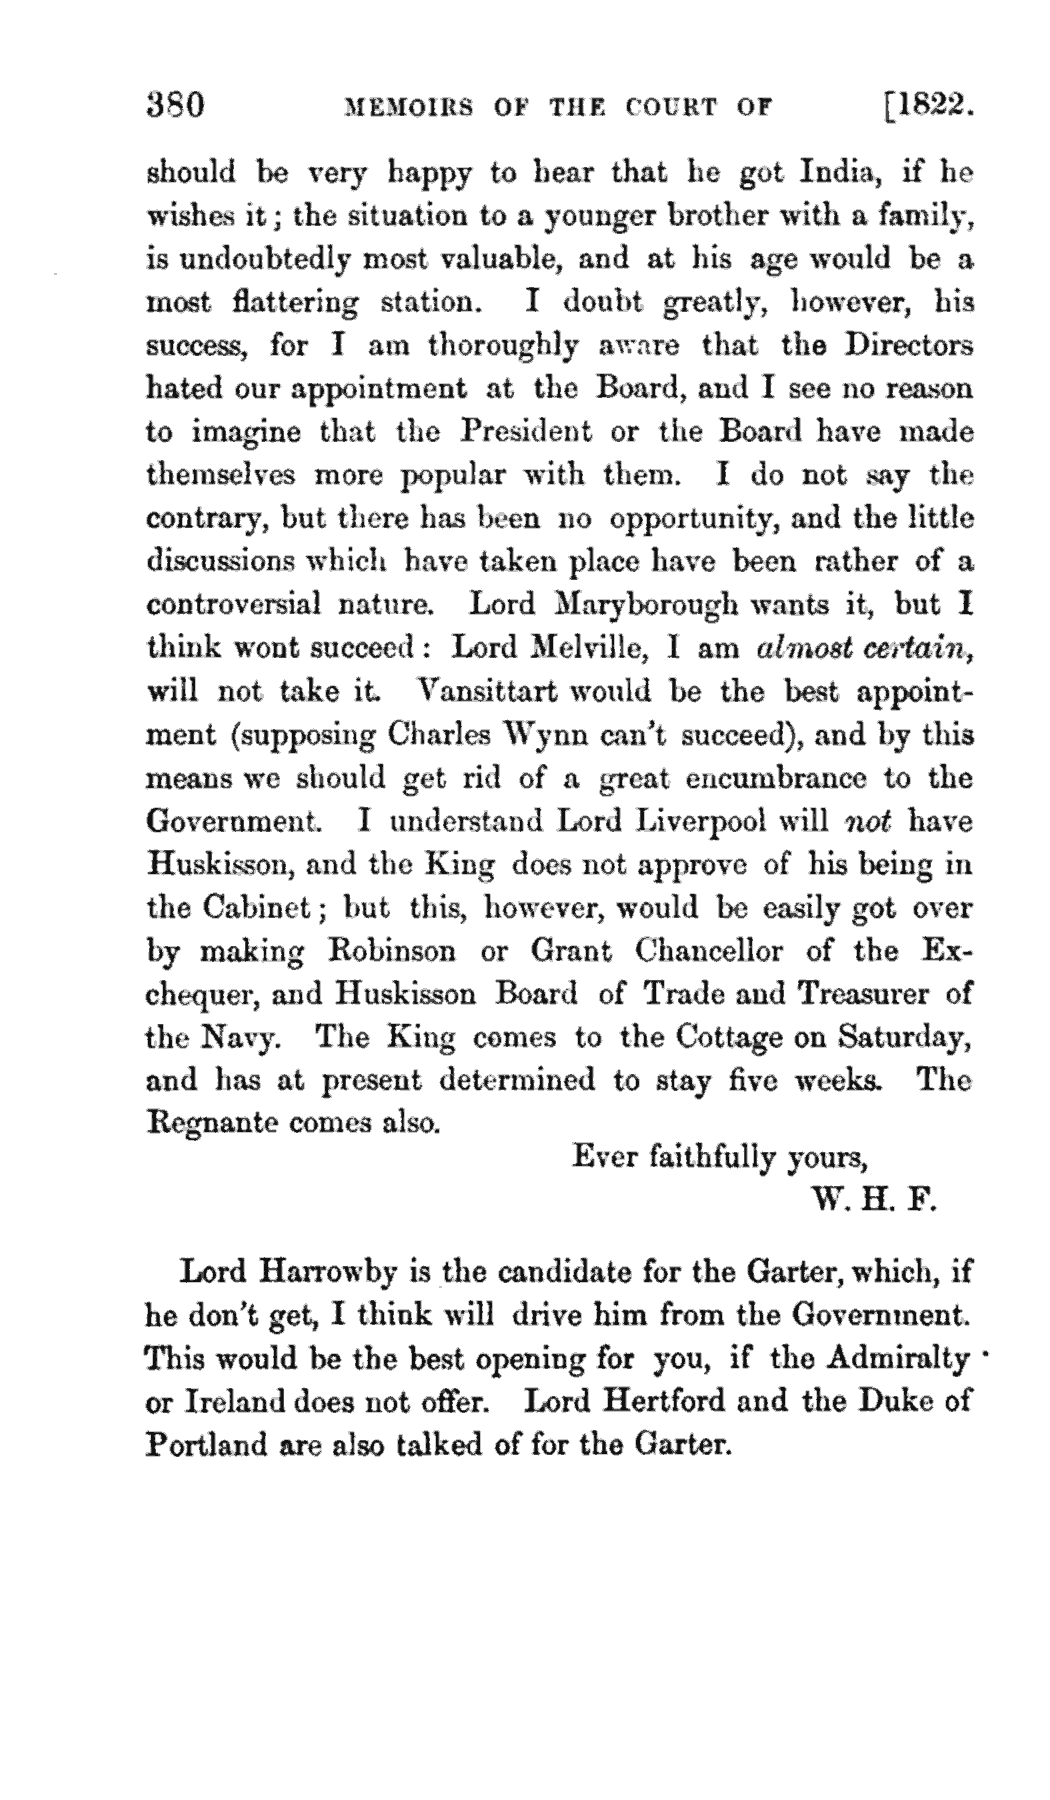 380 MEMOIRS OF THE COURT OF [1822.
should be very happy to hear that he got India, if he
wishes it ; the situation to a younger brother with a family,
is undoubtedly most valuable, and at his age would be a
most flattering station. I doubt greatly, however, his
success, for I am thoroughly aware that the Directors
hated our appointment at the Board, and I see no reason
to imagine that the President or the Board have made
themselves more popular with them. I do not say the
contrary, but there has been no opportunity, and the little
discussions which have taken place have been rather of a
controversial nature. Lord Maryborough wants it, but I
think wont succeed : Lord Melville, I am almost certain,
will not take it. Vansittart would be the best appoint-
ment (supposing Charles Wynn can't succeed), and by this
means we should get rid of a great encumbrance to the
Government. I understand Lord Liverpool will not have
Huskisson, and the King does not approve of his being in
the Cabinet ; but this, however, would be easily got over
by making Robinson or Grant Chancellor of the Ex-
chequer, and Huskisson Board of Trade and Treasurer of
the Navy. The King comes to the Cottage on Saturday,
and has at present determined to stay five weeks. The
Regnante comes also.
Ever faithfully yours,
W. H. F.
Lord Harrowby is the candidate for the Garter, which, if
he don't get, I think will drive him from the Government.
This would be the best opening for you, if the Admiralty
or Ireland does not offer. Lord Hertford and the Duke of
Portland are also talked of for the Garter.